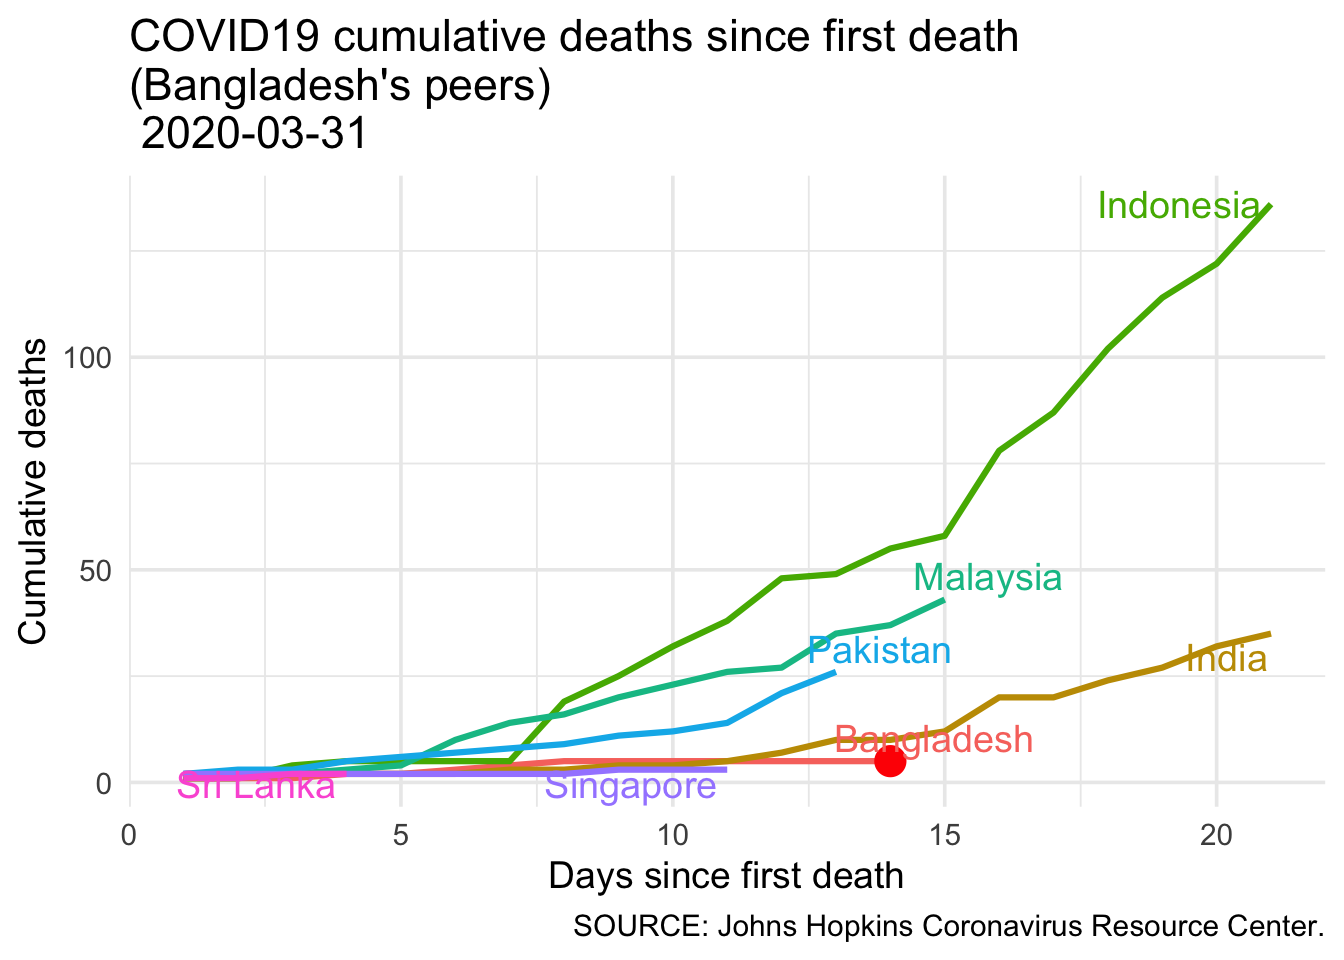 COVID19 cumulative deaths since first death
(Bangladesh's peers)
2020-03-31
Indonesia
100
Malaysia
50
Pakistan
India
Bangladesh
Sri Lanka
Singapore
0
0 5 10 15 20
Cumulative deaths
Days since first death
SOURCE: Johns Hopkins Coronavirus Resource Center.